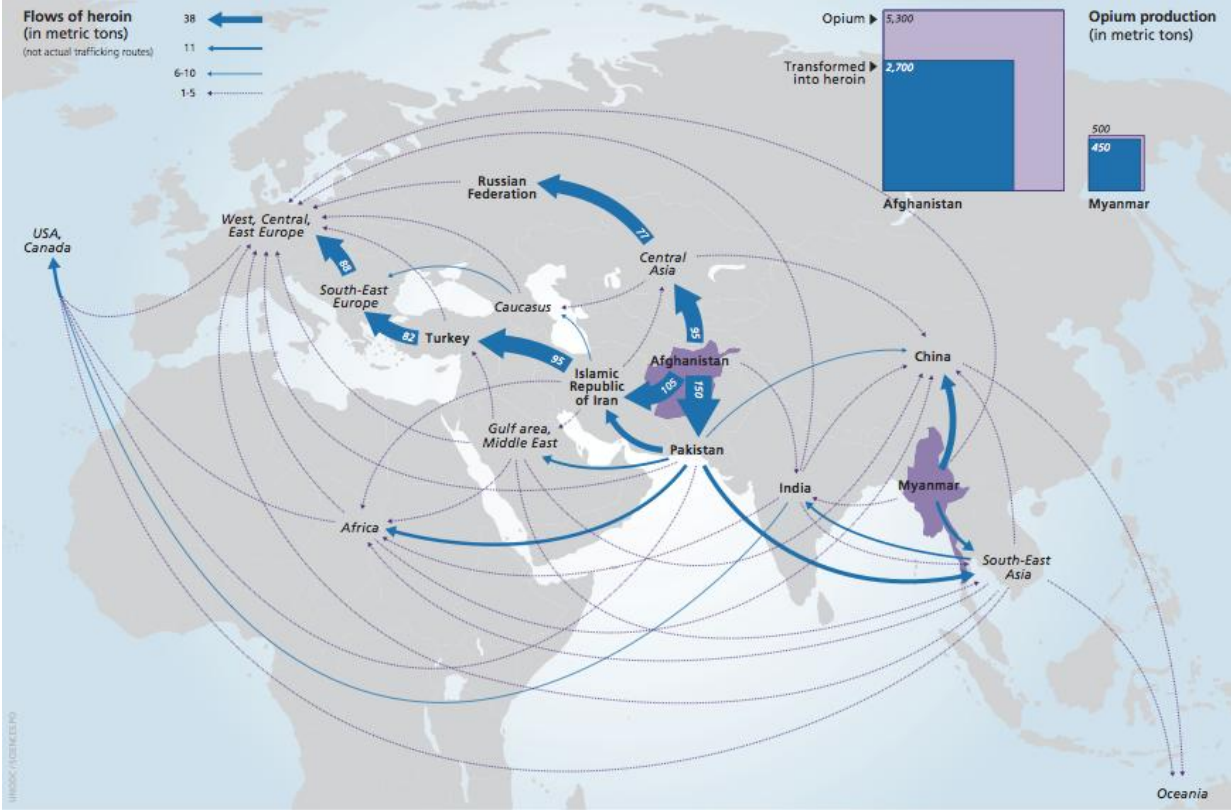 Flows of heroin
(in metric tons)
(not actual trafficking routes)
38
11
6-10
1-5
Opium
5,300
Transformed
into heroin
2,700
Afghanistan
Opium production
(in metric tons)
500
450
Myanmar
USA,
Canada
West, Central,
East Europe
88
South-East
Europe
82
Turkey
Russian
Federation
77
Central
Asia
Caucasus
95
95
Islamic
Republic
of Iran
Afghanistan
105
150
Gulf area,
Middle East
Pakistan
China
India
Myanmar
Africa
South-East
Asia
Oceania
UNODC / SCIENCES PO